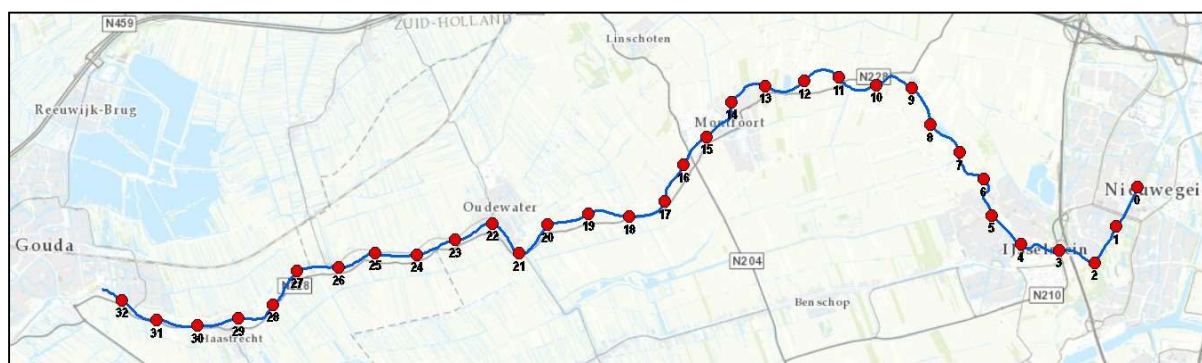 N459
ZUID-HOLLAND
Linschoten
Reeuwijk-Brug
N228
Montfoort
Oudewater
Gouda
Nieuwegei
IJsselstein
N204
N228
N210
Benschop
Haastrecht
0
1
2
3
4
5
6
7
8
9
10
11
12
13
14
15
16
17
18
19
20
21
22
23
24
25
26
27
28
29
30
31
32